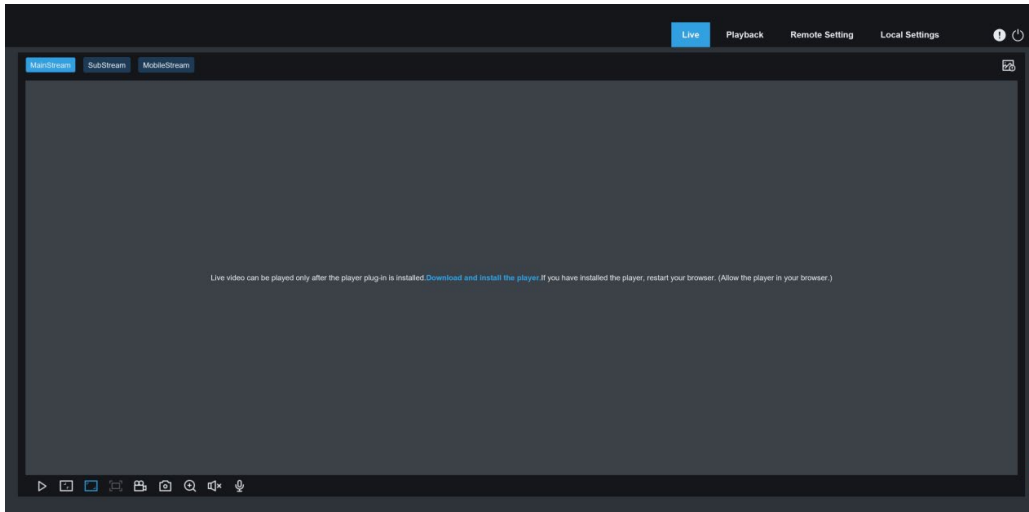 Live Playback Remote Setting Local Settings
MainStream SubStream MobileStream
Live video can be played only after the player plug-in is installed.Download and install the player.If you have installed the player, restart your browser. (Allow the player in your browser.)